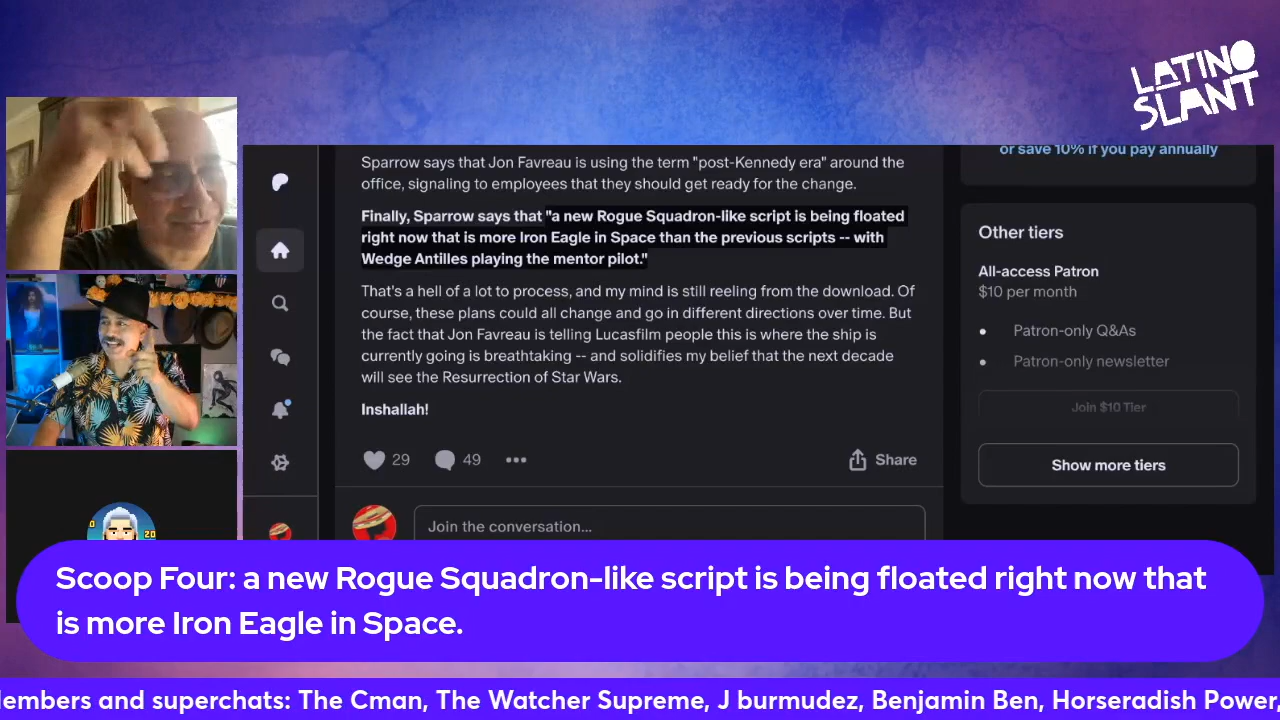 LATINO
SLANT
Sparrow says that Jon Favreau is using the term "post-Kennedy era" around the
office, signaling to employees that they should get ready for the change.
Finally, Sparrow says that "a new Rogue Squadron-like script is being floated
right now that is more Iron Eagle in Space than the previous scripts -- with
Wedge Antilles playing the mentor pilot."
That's a hell of a lot to process, and my mind is still reeling from the download. Of
course, these plans could all change and go in different directions over time. But
the fact that Jon Favreau is telling Lucasfilm people this is where the ship is
currently going is breathtaking -- and solidifies my belief that the next decade
will see the Resurrection of Star Wars.
Inshallah!
29 49 ••• Share
Join the conversation...
or save 10% if you pay annually
Other tiers
All-access Patron
$10 per month
• Patron-only Q&As
• Patron-only newsletter
Join $10 Tier
Show more tiers
20
Scoop Four: a new Rogue Squadron-like script is being floated right now that
is more Iron Eagle in Space.
Members and superchats: The Cman, The Watcher Supreme, J burmudez, Benjamin Ben, Horseradish Power,